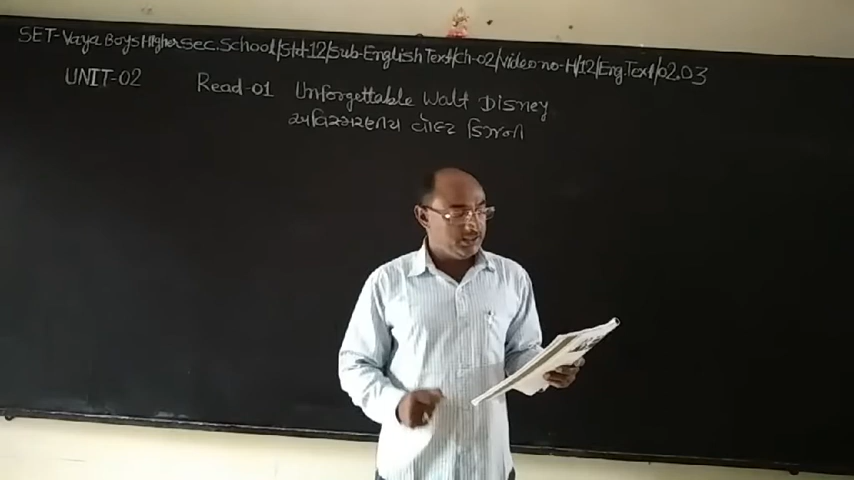 SET-Vaya Boys Higher Sec. School/Std-12/Sub-English Text/ch-02/Video no-H/12/Eng.Text/02.03
UNIT-02 Read-01 Unforgettable Walt Disney
અવિસ્મરણીય વોલ્ટ ડિઝની